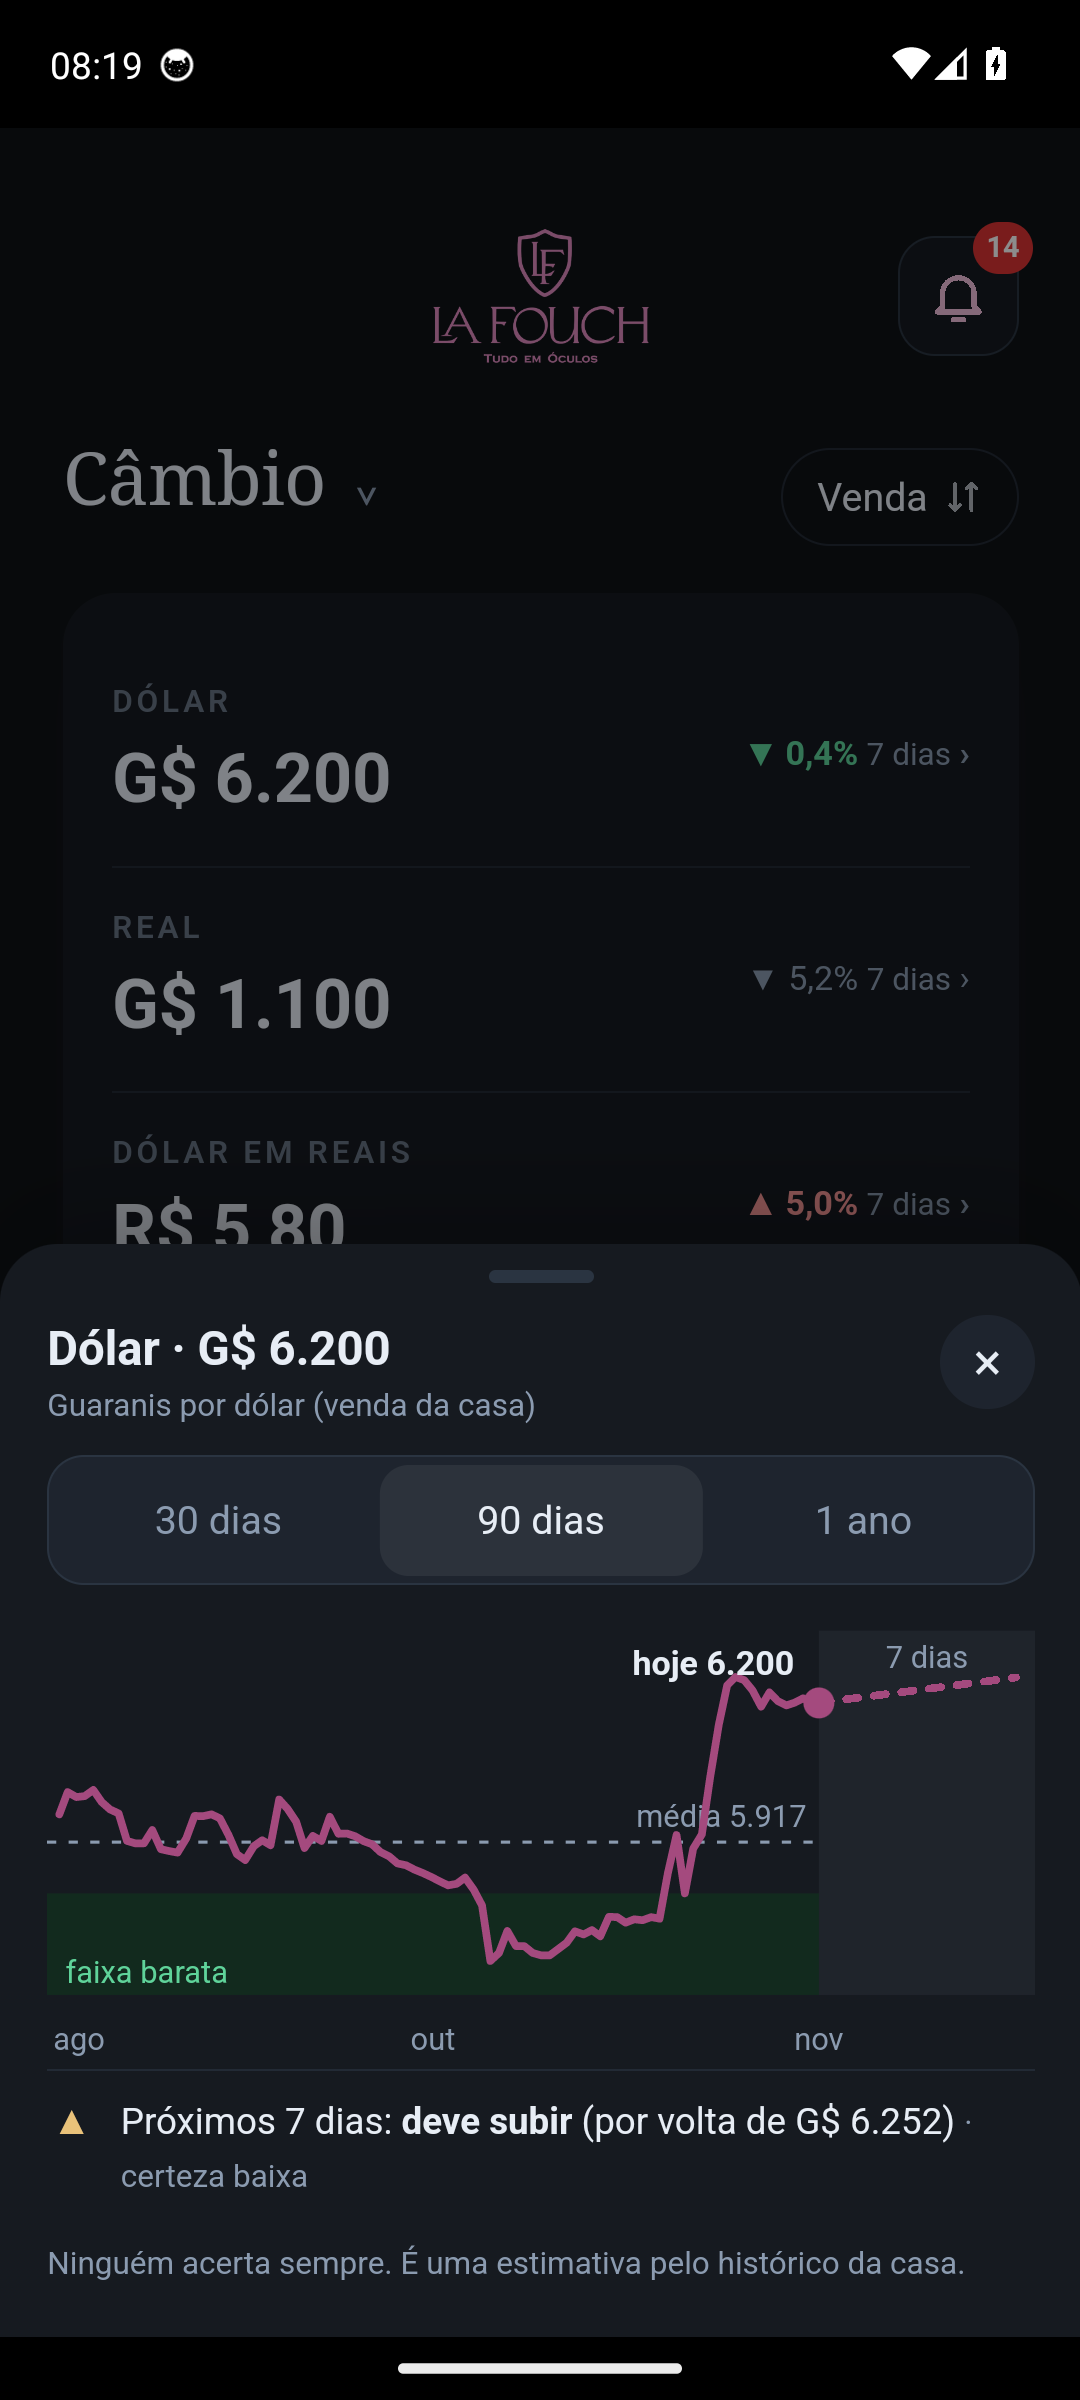 08:19
14
LF
LA FOUCH
TUDO EM ÓCULOS
Câmbio
Venda
DÓLAR
G$ 6.200
▼ 0,4% 7 dias ›
REAL
G$ 1.100
▼ 5,2% 7 dias ›
DÓLAR EM REAIS
R$ 5,80
▲ 5,0% 7 dias ›
Dólar · G$ 6.200
Guaranis por dólar (venda da casa)
30 dias
90 dias
1 ano
hoje 6.200
7 dias
média 5.917
faixa barata
ago
out
nov
▲ Próximos 7 dias: deve subir (por volta de G$ 6.252) ·
certeza baixa
Ninguém acerta sempre. É uma estimativa pelo histórico da casa.